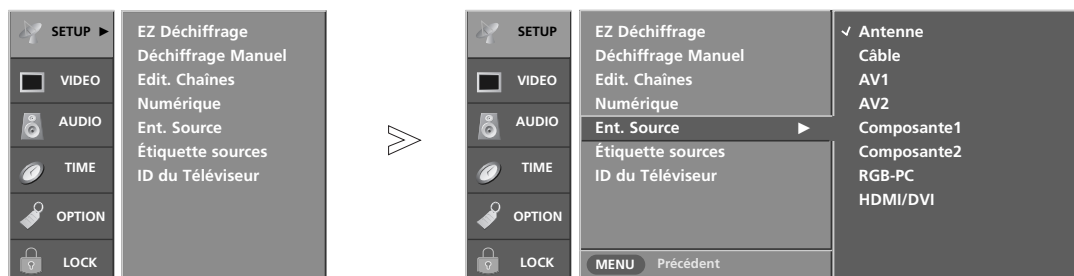 SETUP ►
VIDEO
AUDIO
TIME
OPTION
LOCK
EZ Déchiffrage
Déchiffrage Manuel
Edit. Chaînes
Numérique
Ent. Source
Étiquette sources
ID du Téléviseur
SETUP
VIDEO
AUDIO
TIME
OPTION
LOCK
EZ Déchiffrage
Déchiffrage Manuel
Edit. Chaînes
Numérique
Ent. Source ►
Étiquette sources
ID du Téléviseur
MENU Précédent
✓ Antenne
Câble
AV1
AV2
Composante1
Composante2
RGB-PC
HDMI/DVI